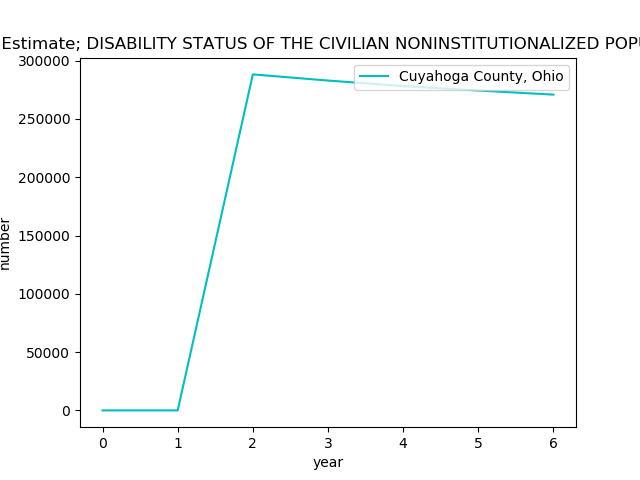 Estimate; DISABILITY STATUS OF THE CIVILIAN NONINSTITUTIONALIZED
Cuyahoga County, Ohio
300000
250000
200000
150000
100000
50000
0
number
0 1 2 3 4 5 6
year